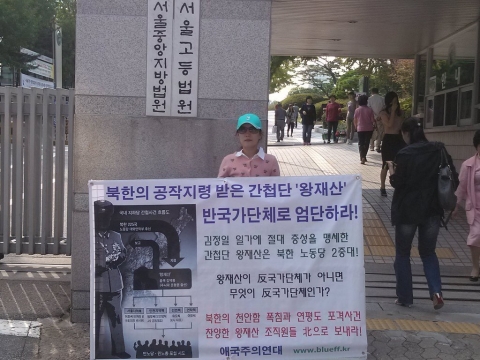 서울중앙지방법원
서울고등법원
북한의 공작지령 받은 간첩단 '왕재산'
반국가단체로 엄단하라!
김정일 일가에 절대 충성을 맹세한
간첩단 왕재산은 북한 노동당 2중대!
왕재산이 反국가단체가 아니면
무엇이 反국가단체인가?
북한의 천안함 폭침과 연평도 포격사건
찬양한 왕재산 조직원들 北으로 보내라!
애국주의연대 www.blueff.kr